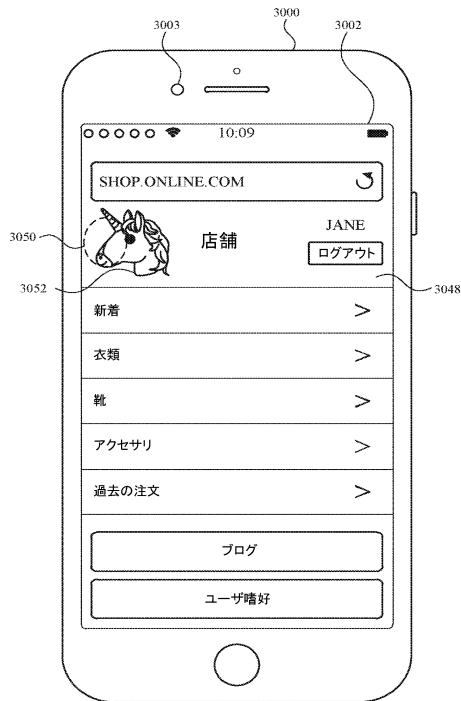 3000
3003
3002
10:09
SHOP.ONLINE.COM
3050
店舗
JANE
ログアウト
3052
3048
新着
>
衣類
>
靴
>
アクセサリ
>
過去の注文
>
ブログ
ユーザ嗜好